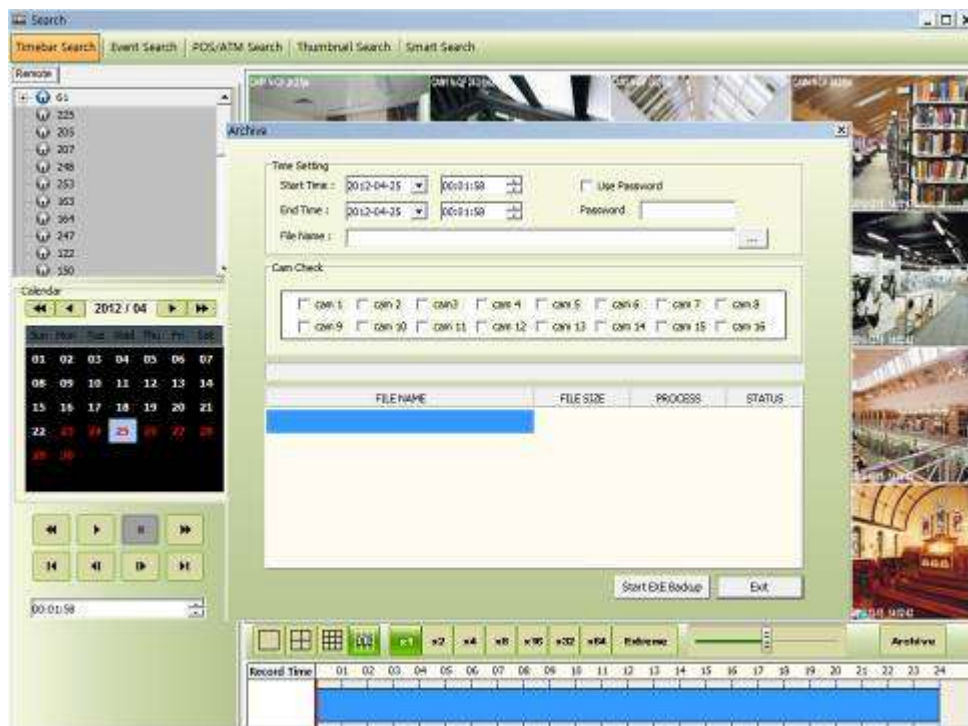 Search
Timebar Search Event Search POS/ATM Search Thumbnail Search Smart Search
Remote
61
225
205
207
248
253
163
164
247
122
150
Calendar
2012 / 04
Sun Mon Tue Wed Thu Fri Sat
01 02 03 04 05 06 07
08 09 10 11 12 13 14
15 16 17 18 19 20 21
22 23 24 25 26 27 28
29 30
00:01:58
Archive
Time Setting
Start Time : 2012-04-25 00:01:58 Use Password
End Time : 2012-04-25 00:01:58 Password
File Name : ...
Cam Check
cam 1 cam 2 cam3 cam 4 cam 5 cam 6 cam 7 cam 8
cam 9 cam 10 cam 11 cam 12 cam 13 cam 14 cam 15 cam 16
FILE NAME FILE SIZE PROCESS STATUS
Start EXE Backup Exit
x1 x2 x4 x8 x16 x32 x64 Extreme Archive
Record Time 01 02 03 04 05 06 07 08 09 10 11 12 13 14 15 16 17 18 19 20 21 22 23 24